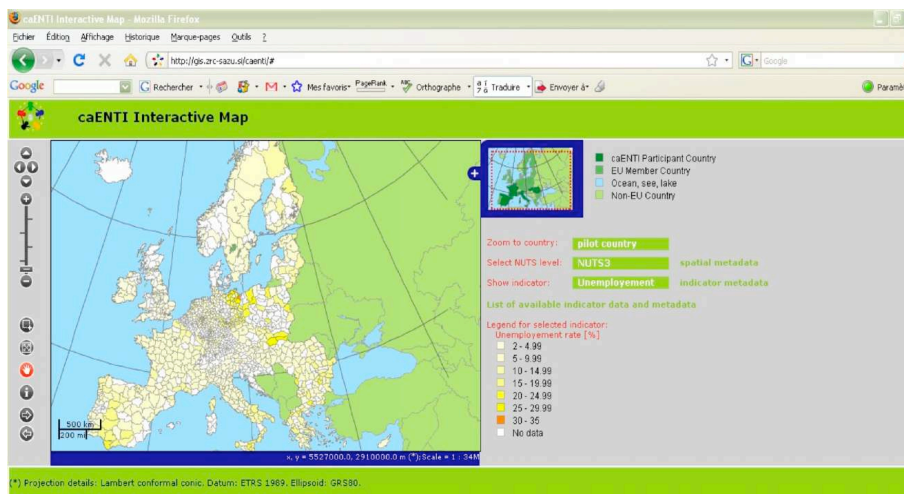 caENTI Interactive Map - Mozilla Firefox
Fichier Édition Affichage Historique Marque-pages Outils ?
http://gis.zrc-sazu.si/caenti/# Google
Google Rechercher Mes favoris PageRank Orthographe Traduire Envoyer à Paramè
caENTI Interactive Map
caENTI Participant Country
EU Member Country
Ocean, see, lake
Non-EU Country
Zoom to country: pilot country
Select NUTS level: NUTS3 spatial metadata
Show indicator: Unemployement indicator metadata
List of available indicator data and metadata
Legend for selected indicator:
Unemployement rate [%]
2 - 4.99
5 - 9.99
10 - 14.99
15 - 19.99
20 - 24.99
25 - 29.99
30 - 35
No data
500 km
200 mi
x, y = 5527000.0, 2910000.0 m (*);Scale = 1 : 34M
(*) Projection details: Lambert conformal conic. Datum: ETRS 1989. Ellipsoid: GRS80.